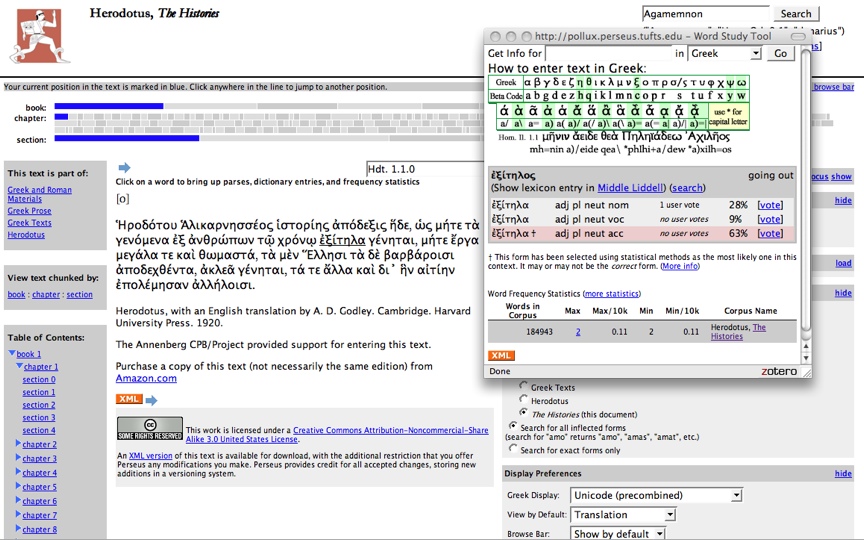 Herodotus, The Histories
Agamemnon Search
http://pollux.perseus.tufts.edu – Word Study Tool
Get Info for in Greek Go
How to enter text in Greek:
Greek α β γ δ ε ζ η θ ι κ λ μ ν ξ ο π ρ σ/ς τ υ φ χ ψ ω
Beta Code a b g d e z h q i k l m n c o p r s t u f x y w
use * for
capital letter
Hom. Il. 1.1 μῆνιν ἄειδε θεὰ Πηληϊάδεω Ἀχιλῆος
mh=nin a)/eide qea\ *phlhi+a/dew *a)xilh=os
ἐξίτηλος going out
(Show lexicon entry in Middle Liddell) (search)
ἐξίτηλα adj pl neut nom 1 user vote 28% [vote]
ἐξίτηλα adj pl neut voc no user votes 9% [vote]
ἐξίτηλα † adj pl neut acc no user votes 63% [vote]
† This form has been selected using statistical methods as the most likely one in this
context. It may or may not be the correct form. (More info)
Word Frequency Statistics (more statistics)
Words in
Corpus Max Max/10k Min Min/10k Corpus Name
184943 2 0.11 2 0.11 Herodotus, The
Histories
XML
Done zotero
Your current position in the text is marked in blue. Click anywhere in the line to jump to another position.
browse bar
book:
chapter:
section:
This text is part of:
Greek and Roman
Materials
Greek Prose
Greek Texts
Herodotus
View text chunked by:
book : chapter : section
Table of Contents:
book 1
chapter 1
section 0
section 1
section 2
section 3
section 4
chapter 2
chapter 3
chapter 4
chapter 5
chapter 6
chapter 7
chapter 8
Hdt. 1.1.0
Click on a word to bring up parses, dictionary entries, and frequency statistics
[0]
Ἡροδότου Ἁλικαρνησσέος ἱστορίης ἀπόδεξις ἥδε, ὡς μήτε τὰ
γενόμενα ἐξ ἀνθρώπων τῷ χρόνῳ ἐξίτηλα γένηται, μήτε ἔργα
μεγάλα τε καὶ θωμαστά, τὰ μὲν Ἕλλησι τὰ δὲ βαρβάροισι
ἀποδεχθέντα, ἀκλεᾶ γένηται, τά τε ἄλλα καὶ δι᾽ ἣν αἰτίην
ἐπολέμησαν ἀλλήλοισι.
Herodotus, with an English translation by A. D. Godley. Cambridge. Harvard
University Press. 1920.
The Annenberg CPB/Project provided support for entering this text.
Purchase a copy of this text (not necessarily the same edition) from
Amazon.com
XML
cc
SOME RIGHTS RESERVED
This work is licensed under a Creative Commons Attribution-Noncommercial-Share
Alike 3.0 United States License.
An XML version of this text is available for download, with the additional restriction that you offer
Perseus any modifications you make. Perseus provides credit for all accepted changes, storing new
additions in a versioning system.
focus show
hide
load
hide
Greek Texts
Herodotus
The Histories (this document)
Search for all inflected forms
(search for "amo" returns "amo", "amas", "amat", etc.)
Search for exact forms only
Display Preferences hide
Greek Display: Unicode (precombined)
View by Default: Translation
Browse Bar: Show by default